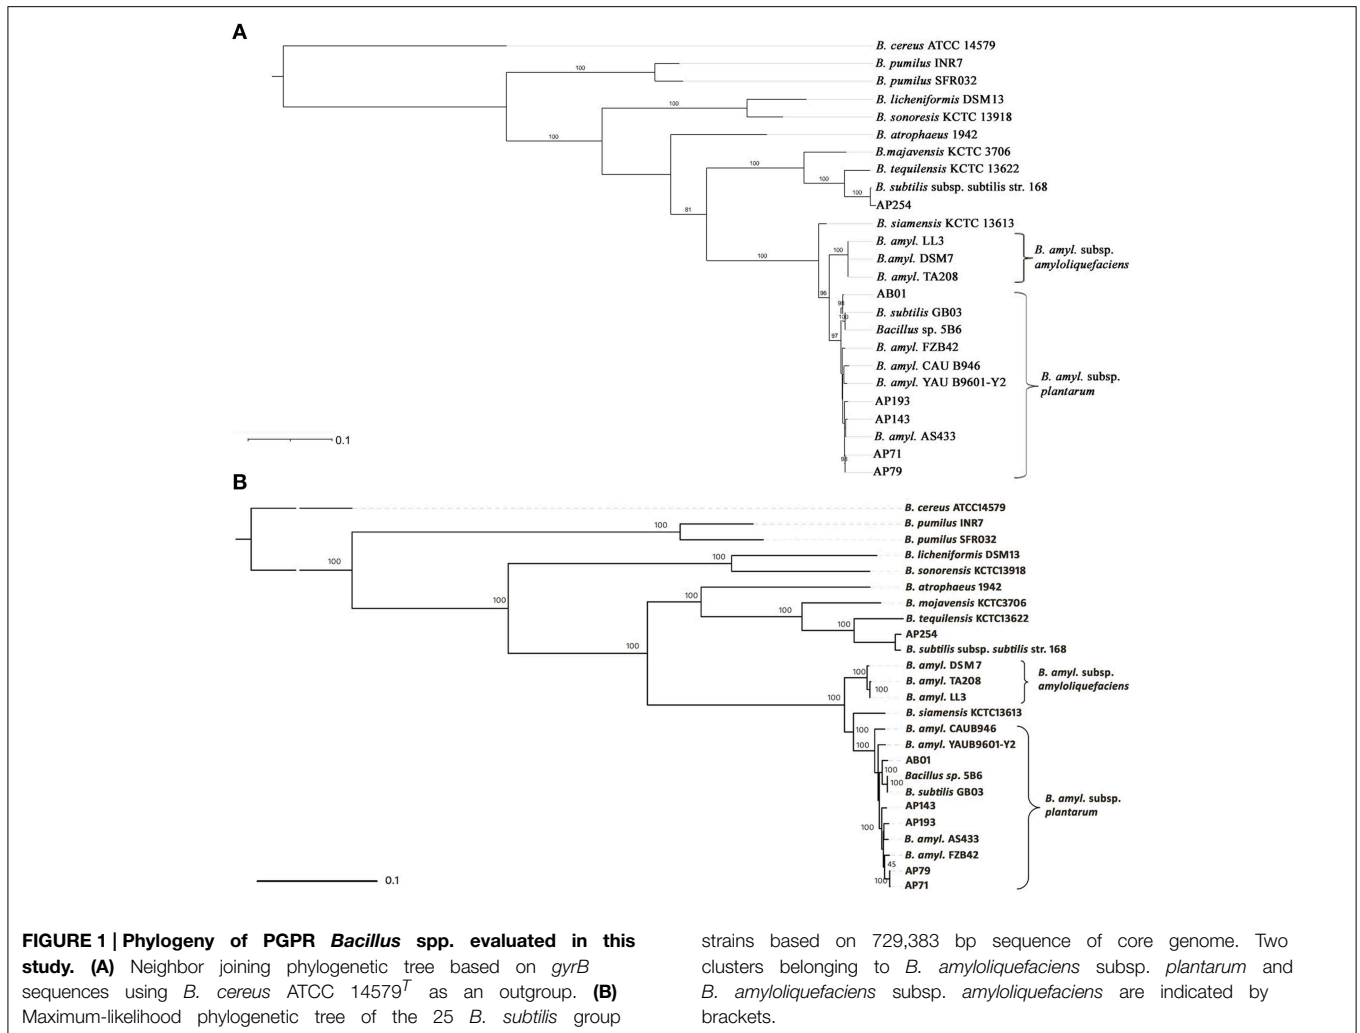 A
B. cereus ATCC 14579
B. pumilus INR7
100
B. pumilus SFR032
B. licheniformis DSM13
100
B. sonoresis KCTC 13918
B. atrophaeus 1942
100
B.majavensis KCTC 3706
100
B. tequilensis KCTC 13622
100
B. subtilis subsp. subtilis str. 168
100
AP254
81
B. siamensis KCTC 13613
B. amyl. LL3
100
B. amyl. subsp.
amyloliquefaciens
B.amyl. DSM7
100
B. amyl. TA208
96
AB01
98
B. subtilis GB03
100
Bacillus sp. 5B6
97
B. amyl. FZB42
B. amyl. CAU B946
B. amyl. subsp.
plantarum
B. amyl. YAU B9601-Y2
AP193
AP143
B. amyl. AS433
0.1
AP71
AP79
B
B. cereus ATCC14579
B. pumilus INR7
100
B. pumilus SFR032
B. licheniformis DSM13
100
100
B. sonorensis KCTC13918
B. atrophaeus 1942
100
100
B. mojavensis KCTC3706
100
B. tequilensis KCTC13622
100
AP254
100
B. subtilis subsp. subtilis str. 168
B. amyl. DSM7
100
B. amyl. subsp.
amyloliquefaciens
B. amyl. TA208
100
B. amyl. LL3
100
B. siamensis KCTC13613
B. amyl. CAUB946
100
B. amyl. YAUB9601-Y2
100
AB01
100
Bacillus sp. 5B6
100
B. subtilis GB03
B. amyl. subsp.
plantarum
AP143
AP193
100
B. amyl. AS433
B. amyl. FZB42
45
AP79
100
AP71
0.1
FIGURE 1 | Phylogeny of PGPR Bacillus spp. evaluated in this
study. (A) Neighbor joining phylogenetic tree based on gyrB
sequences using B. cereus ATCC 14579T as an outgroup. (B)
Maximum-likelihood phylogenetic tree of the 25 B. subtilis group
strains based on 729,383 bp sequence of core genome. Two
clusters belonging to B. amyloliquefaciens subsp. plantarum and
B. amyloliquefaciens subsp. amyloliquefaciens are indicated by
brackets.